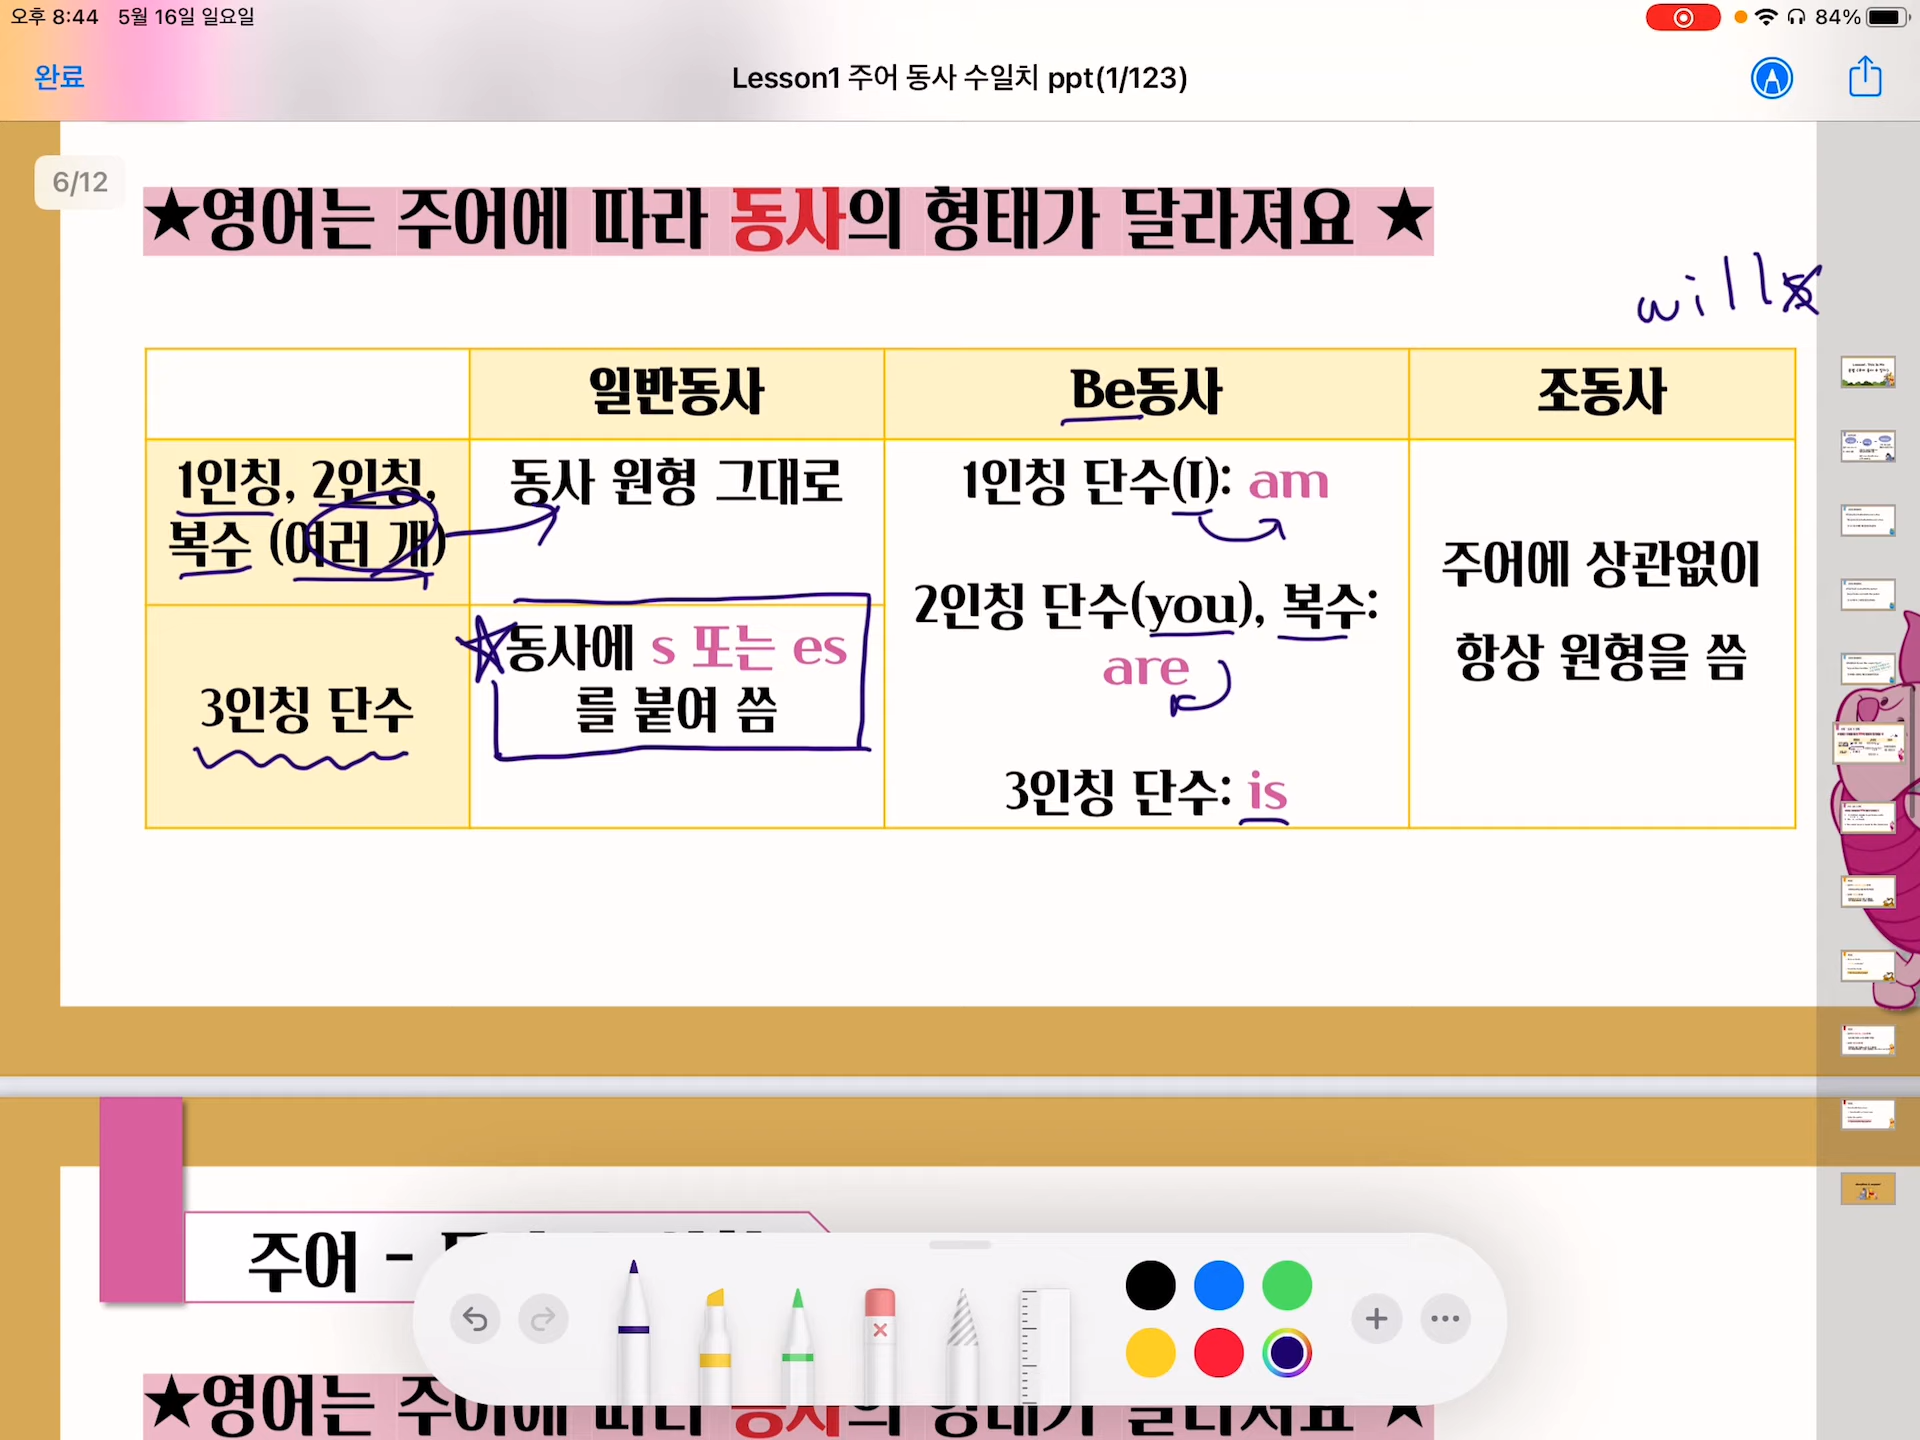 오후 8:44 5월 16일 일요일
84%
완료
Lesson1 주어 동사 수일치 ppt(1/123)
6/12
★영어는 주어에 따라 동사의 형태가 달라져요 ★
will
일반동사
Be동사
조동사
1인칭, 2인칭,
복수 (여러 개)
동사 원형 그대로
3인칭 단수
동사에 s 또는 es
를 붙여 씀
1인칭 단수(I): am
2인칭 단수(you), 복수:
are
3인칭 단수: is
주어에 상관없이
항상 원형을 씀
주어 -
★영어는 주어에 따라 동사의 형태가 달라져요 ★